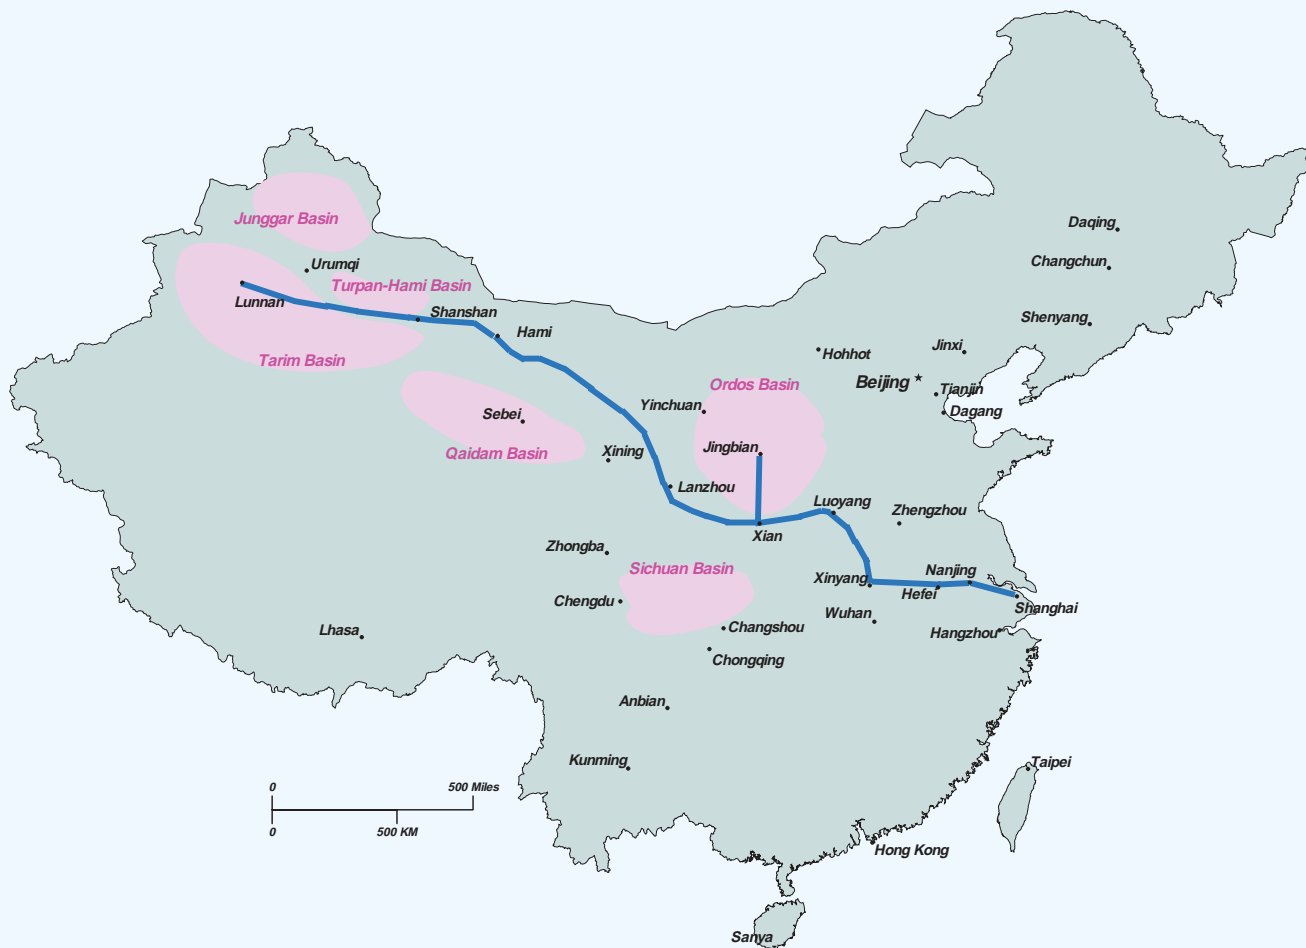 Daqing
Junggar Basin
Changchun
Urumqi
Turpan-Hami Basin
Lunnan
Shanshan
Shenyang
Hami
Jinxi
Hohhot
Tarim Basin
Beijing
Ordos Basin
Tianjin
Yinchuan
Dagang
Sebei
Jingbian
Qaidam Basin
Xining
Lanzhou
Luoyang
Zhengzhou
Xian
Zhongba
Sichuan Basin
Nanjing
Xinyang
Hefei
Chengdu
Shanghai
Wuhan
Changshou
Lhasa
Hangzhou
Chongqing
Anbian
Kunming
Taipei
0 500 Miles
0 500 KM
Hong Kong
Sanya